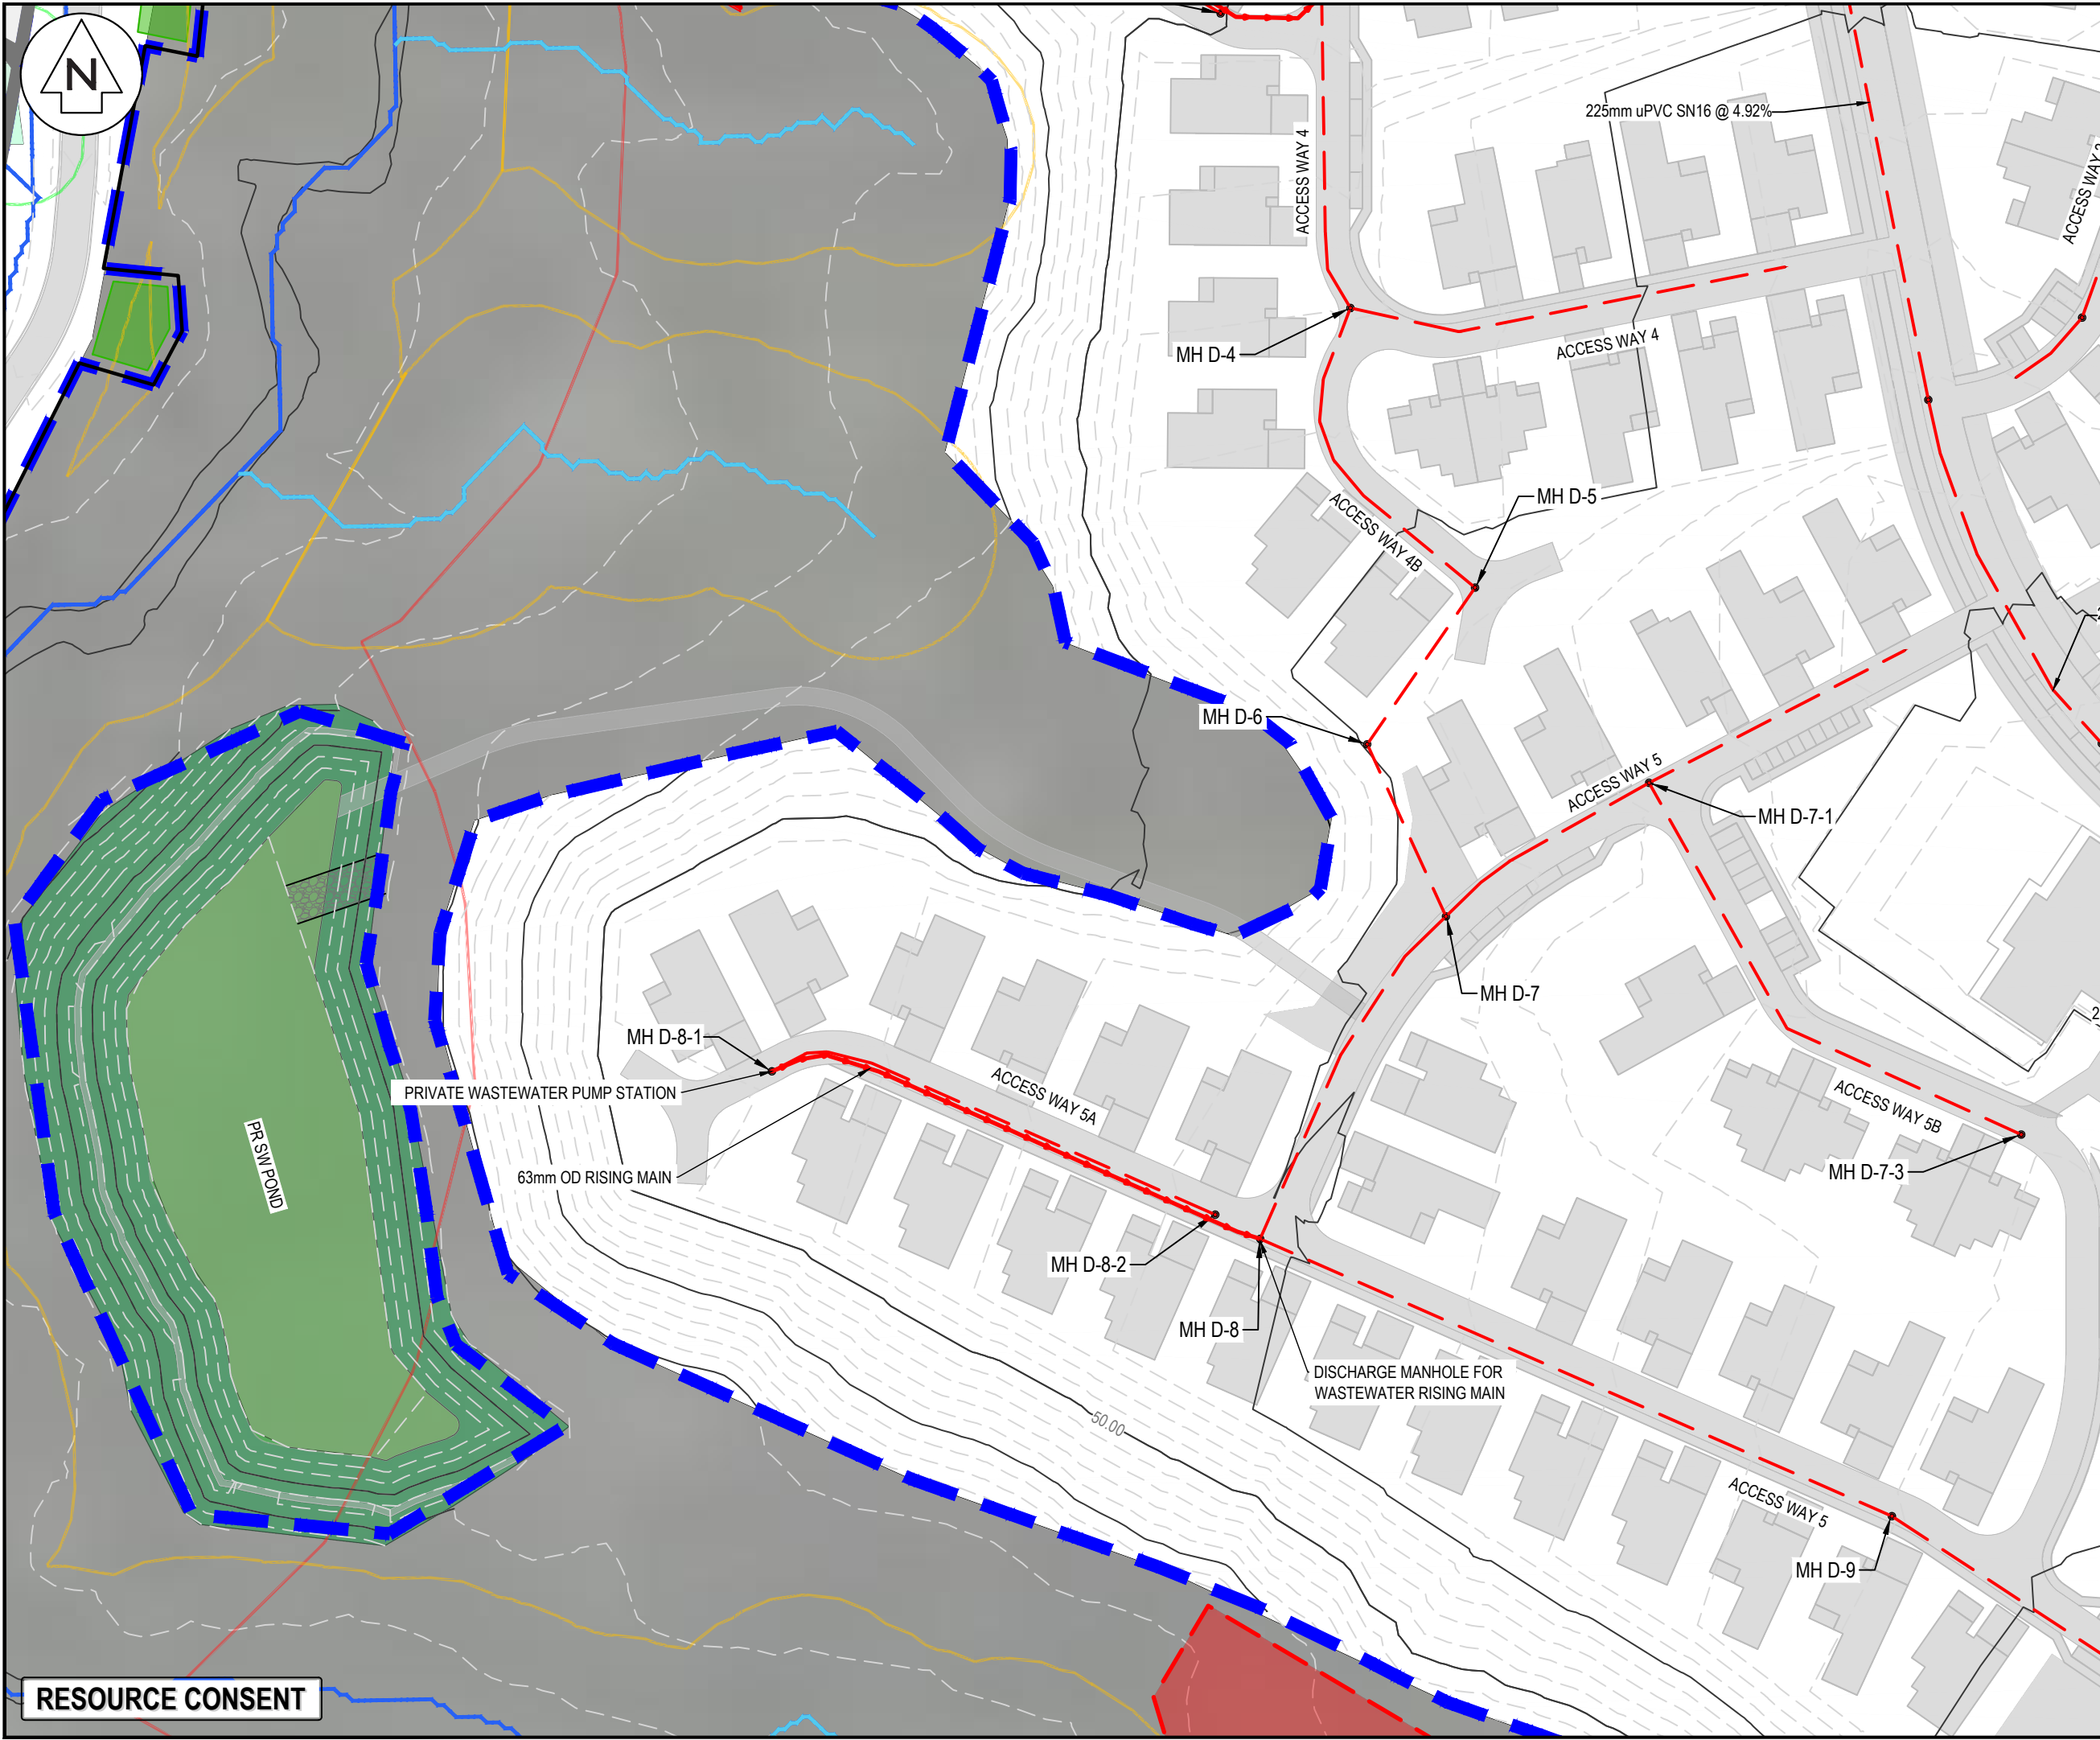 N
225mm uPVC SN16 @ 4.92%
ACCESS WAY 4
MH D-4
ACCESS WAY 4
MH D-5
ACCESS WAY 4B
MH D-6
ACCESS WAY 5
MH D-7-1
MH D-7
MH D-8-1
PRIVATE WASTEWATER PUMP STATION
ACCESS WAY 5A
ACCESS WAY 5B
PR SW POND
63mm OD RISING MAIN
MH D-7-3
MH D-8-2
MH D-8
DISCHARGE MANHOLE FOR
WASTEWATER RISING MAIN
50.00
ACCESS WAY 5
MH D-9
RESOURCE CONSENT